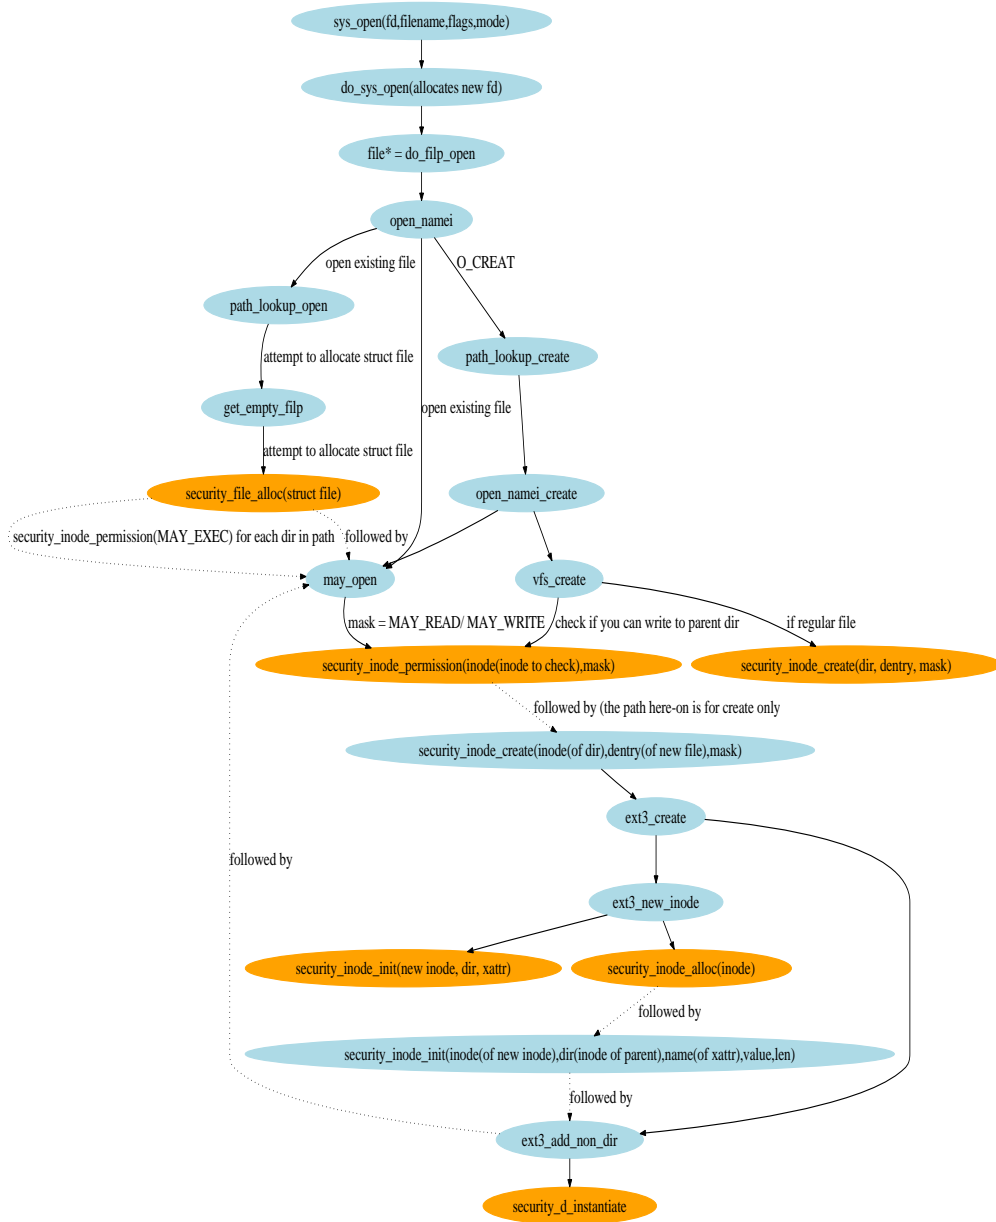 sys_open(fd,filename,flags,mode)
do_sys_open(allocates new fd)
file* = do_filp_open
open_namei
open existing file
O_CREAT
path_lookup_open
path_lookup_create
attempt to allocate struct file
get_empty_filp
open existing file
attempt to allocate struct file
security_file_alloc(struct file)
open_namei_create
security_inode_permission(MAY_EXEC) for each dir in path
followed by
may_open
vfs_create
mask = MAY_READ/ MAY_WRITE
check if you can write to parent dir
if regular file
security_inode_permission(inode(inode to check),mask)
security_inode_create(dir, dentry, mask)
followed by (the path here-on is for create only
security_inode_create(inode(of dir),dentry(of new file),mask)
ext3_create
followed by
ext3_new_inode
security_inode_init(new inode, dir, xattr)
security_inode_alloc(inode)
followed by
security_inode_init(inode(of new inode),dir(inode of parent),name(of xattr),value,len)
followed by
ext3_add_non_dir
security_d_instantiate